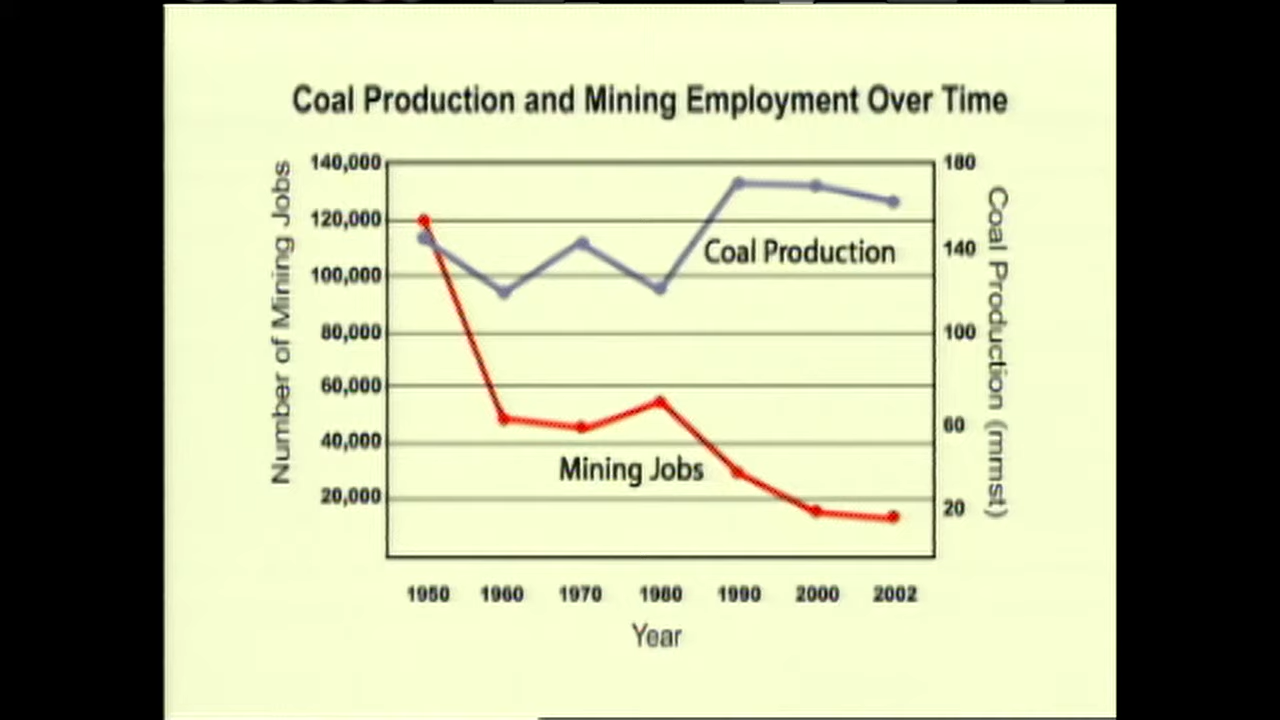 Coal Production and Mining Employment Over Time
Number of Mining Jobs
140,000
120,000
100,000
80,000
60,000
40,000
20,000
180
140
100
60
20
Coal Production (mmst)
Coal Production
Mining Jobs
1950 1960 1970 1980 1990 2000 2002
Year